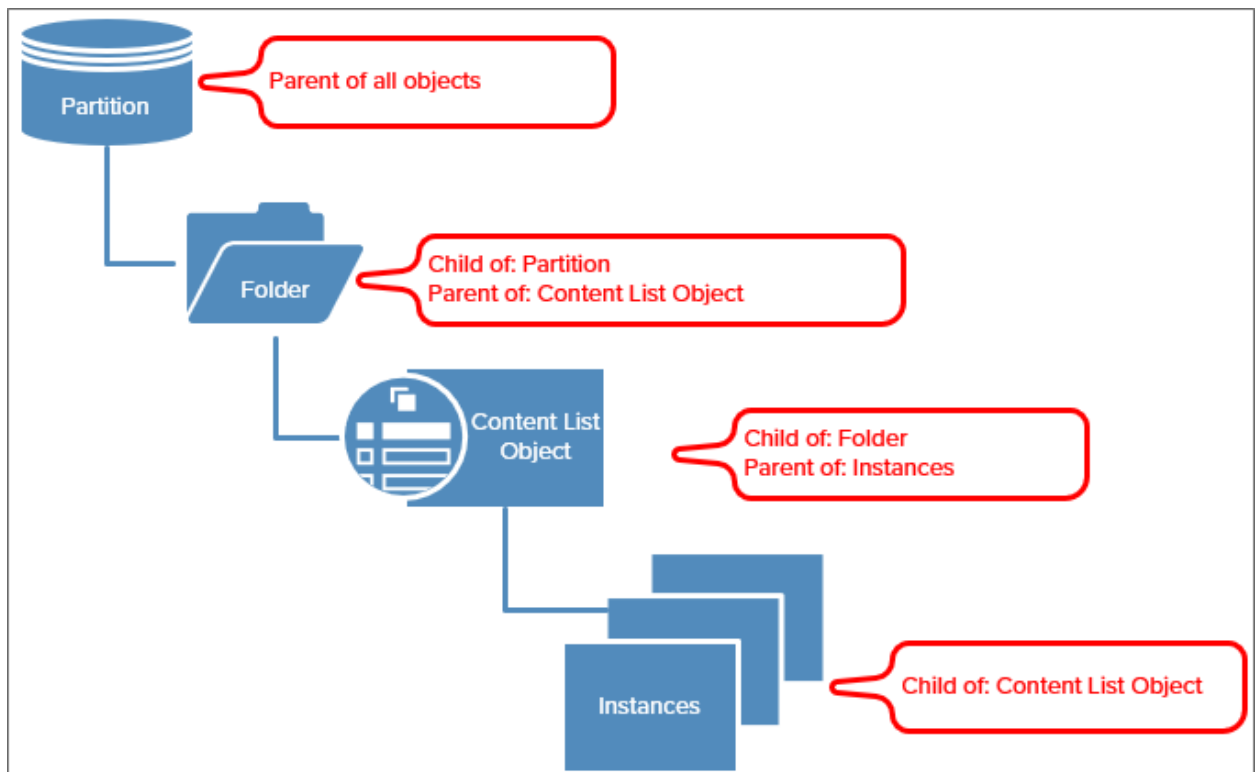 Partition
Parent of all objects
Folder
Child of: Partition
Parent of: Content List Object
Content List
Object
Child of: Folder
Parent of: Instances
Instances
Child of: Content List Object